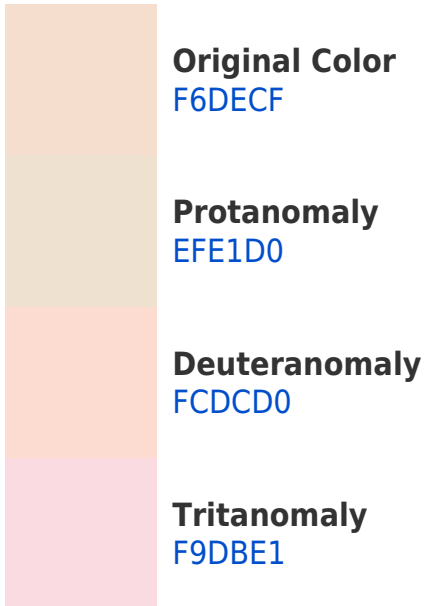 Original Color
F6DECF
Protanomaly
EFE1D0
Deuteranomaly
FCDCD0
Tritanomaly
F9DBE1